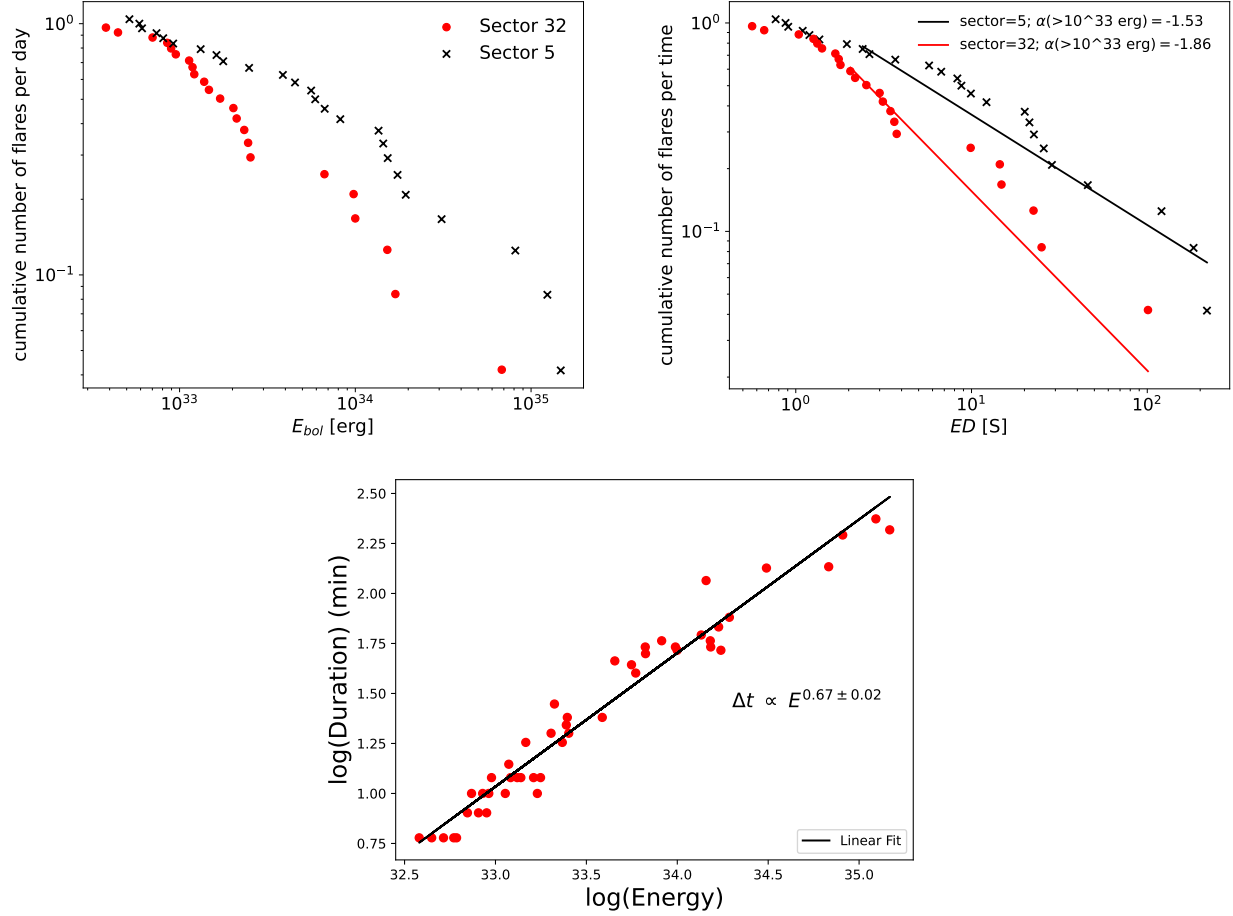 cumulative number of flares per day
10^0
10^-1
Sector 32
Sector 5
10^33
10^34
10^35
E_bol [erg]
cumulative number of flares per time
10^0
10^-1
sector=5; α(>10^33 erg) = -1.53
sector=32; α(>10^33 erg) = -1.86
10^0
10^1
10^2
ED [S]
log(Duration) (min)
2.50
2.25
2.00
1.75
1.50
1.25
1.00
0.75
Δt ∝ E^0.67 ± 0.02
Linear Fit
32.5
33.0
33.5
34.0
34.5
35.0
log(Energy)